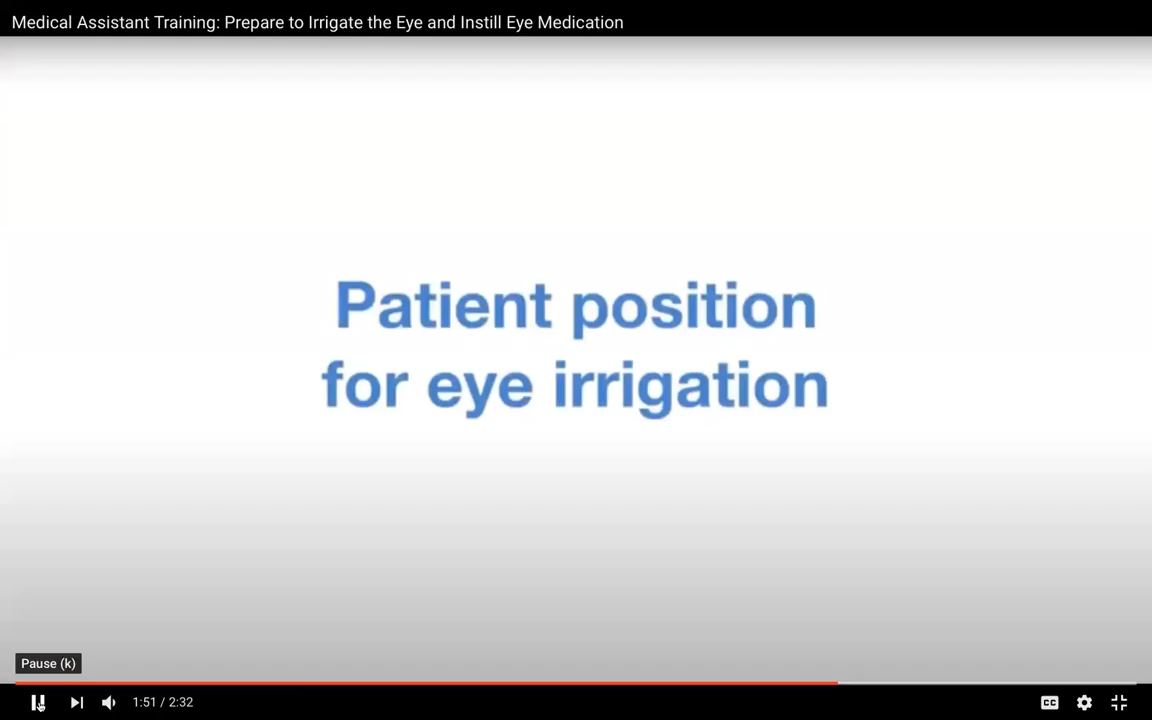 Medical Assistant Training: Prepare to Irrigate the Eye and Instill Eye Medication
Patient position
for eye irrigation
Pause (k)
1:51 / 2:32
CC